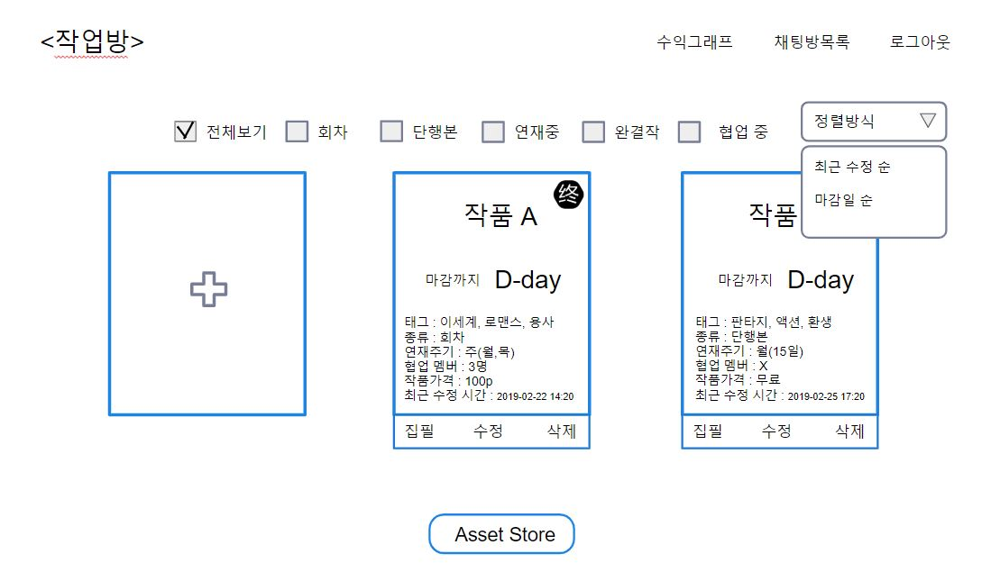 <작업방>
수익그래프 채팅방목록 로그아웃
전체보기 회차 단행본 연재중 완결작 협업 중
정렬방식
최근 수정 순
마감일 순
终
작품 A
마감까지 D-day
태그 : 이세계, 로맨스, 용사
종류 : 회차
연재주기 : 주(월,목)
협업 멤버 : 3명
작품가격 : 100p
최근 수정 시간 : 2019-02-22 14:20
집필 수정 삭제
작품
마감까지 D-day
태그 : 판타지, 액션, 환생
종류 : 단행본
연재주기 : 월(15일)
협업 멤버 : X
작품가격 : 무료
최근 수정 시간 : 2019-02-25 17:20
집필 수정 삭제
Asset Store